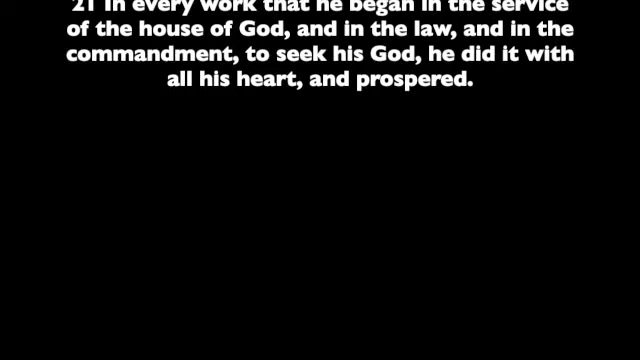 21 In every work that he began in the service
of the house of God, and in the law, and in the
commandment, to seek his God, he did it with
all his heart, and prospered.